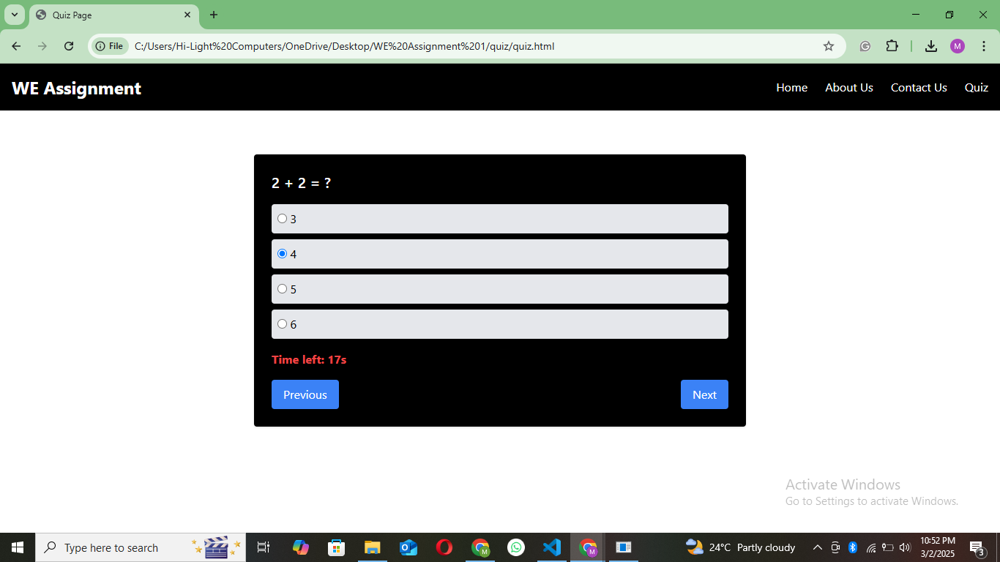 Quiz Page
File
C:/Users/Hi-Light%20Computers/OneDrive/Desktop/WE%20Assignment%201/quiz/quiz.html
M
WE Assignment
Home
About Us
Contact Us
Quiz
2 + 2 = ?
3
4
5
6
Time left: 17s
Previous
Next
Activate Windows
Go to Settings to activate Windows.
Type here to search
M
M
24°C Partly cloudy
10:52 PM
3/2/2025
3